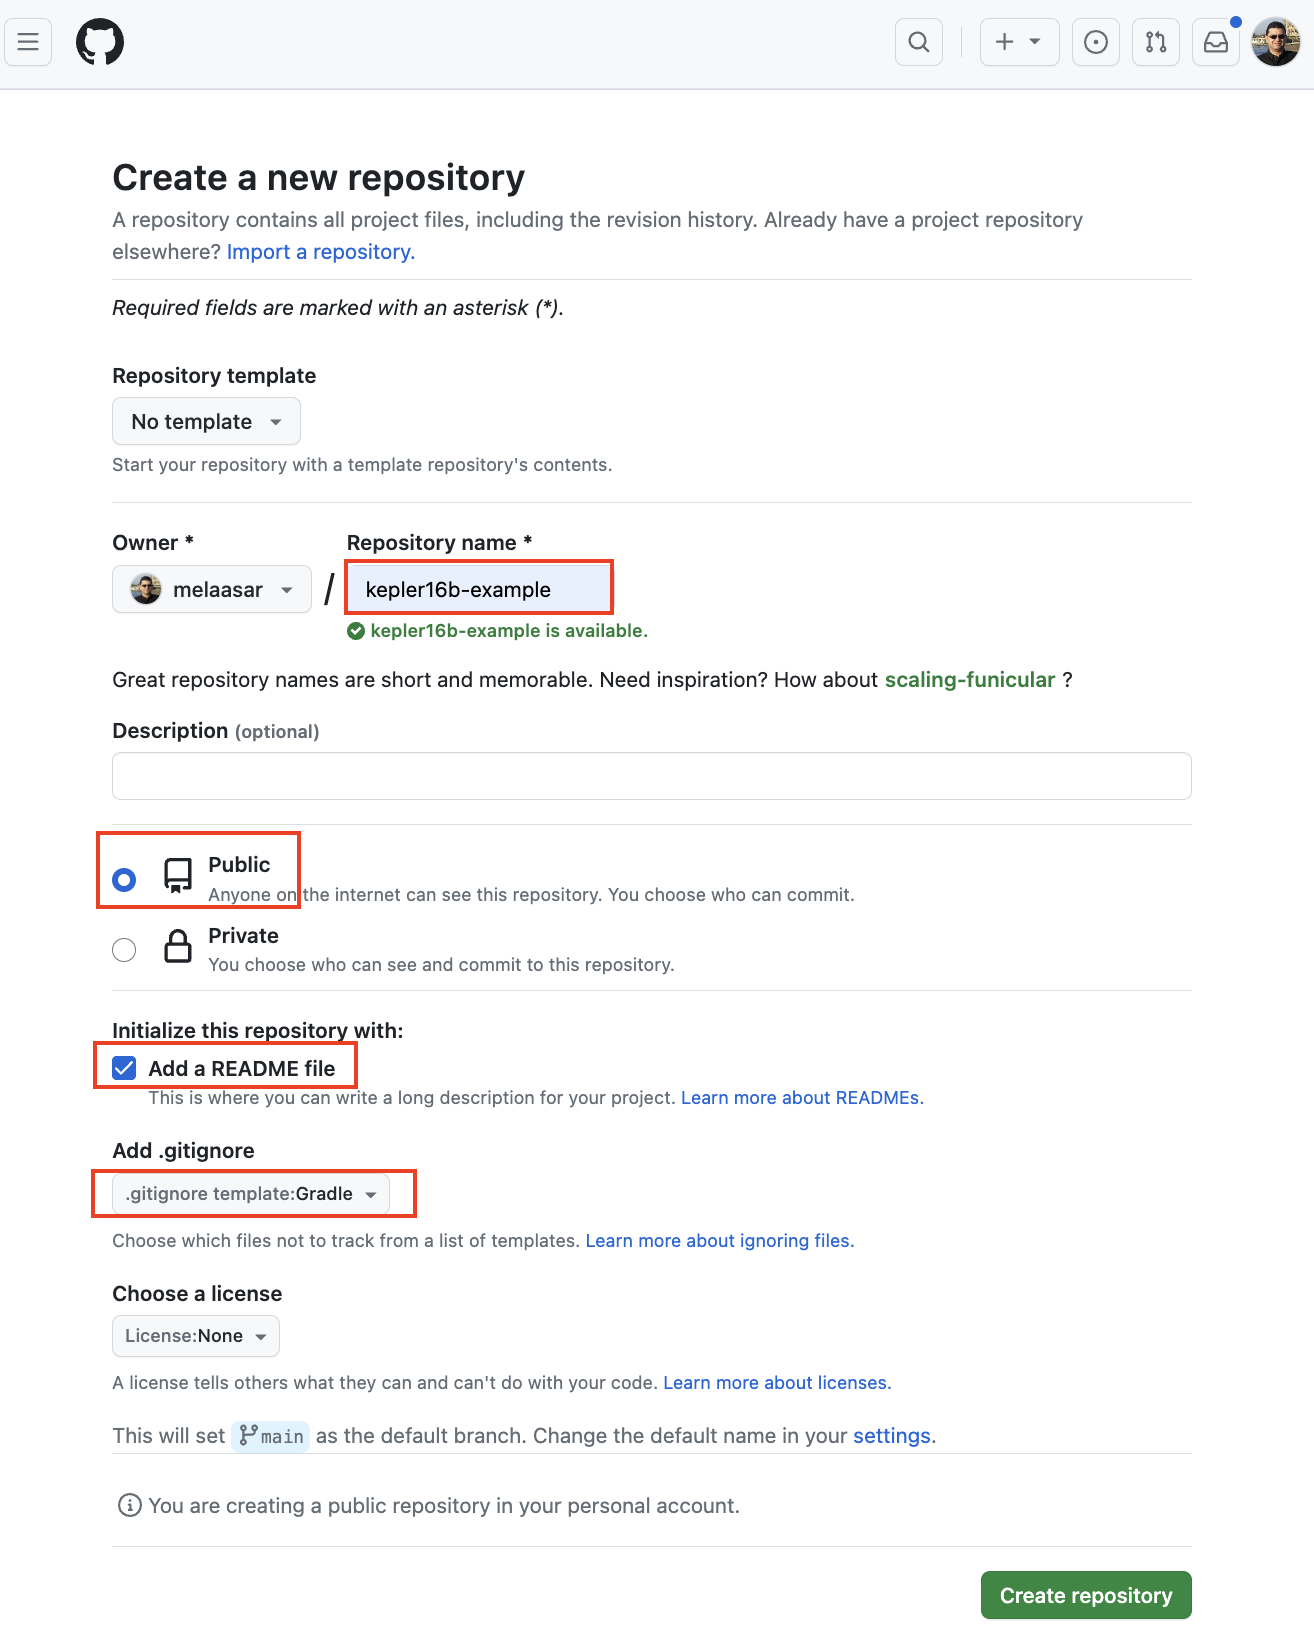 Create a new repository
A repository contains all project files, including the revision history. Already have a project repository
elsewhere? Import a repository.
Required fields are marked with an asterisk (*).
Repository template
No template
Start your repository with a template repository's contents.
Owner *
Repository name *
melaasar
/
kepler16b-example
kepler16b-example is available.
Great repository names are short and memorable. Need inspiration? How about scaling-funicular ?
Description (optional)
Public
Anyone on the internet can see this repository. You choose who can commit.
Private
You choose who can see and commit to this repository.
Initialize this repository with:
Add a README file
This is where you can write a long description for your project. Learn more about READMEs.
Add .gitignore
.gitignore template:Gradle
Choose which files not to track from a list of templates. Learn more about ignoring files.
Choose a license
License:None
A license tells others what they can and can't do with your code. Learn more about licenses.
This will set main as the default branch. Change the default name in your settings.
You are creating a public repository in your personal account.
Create repository